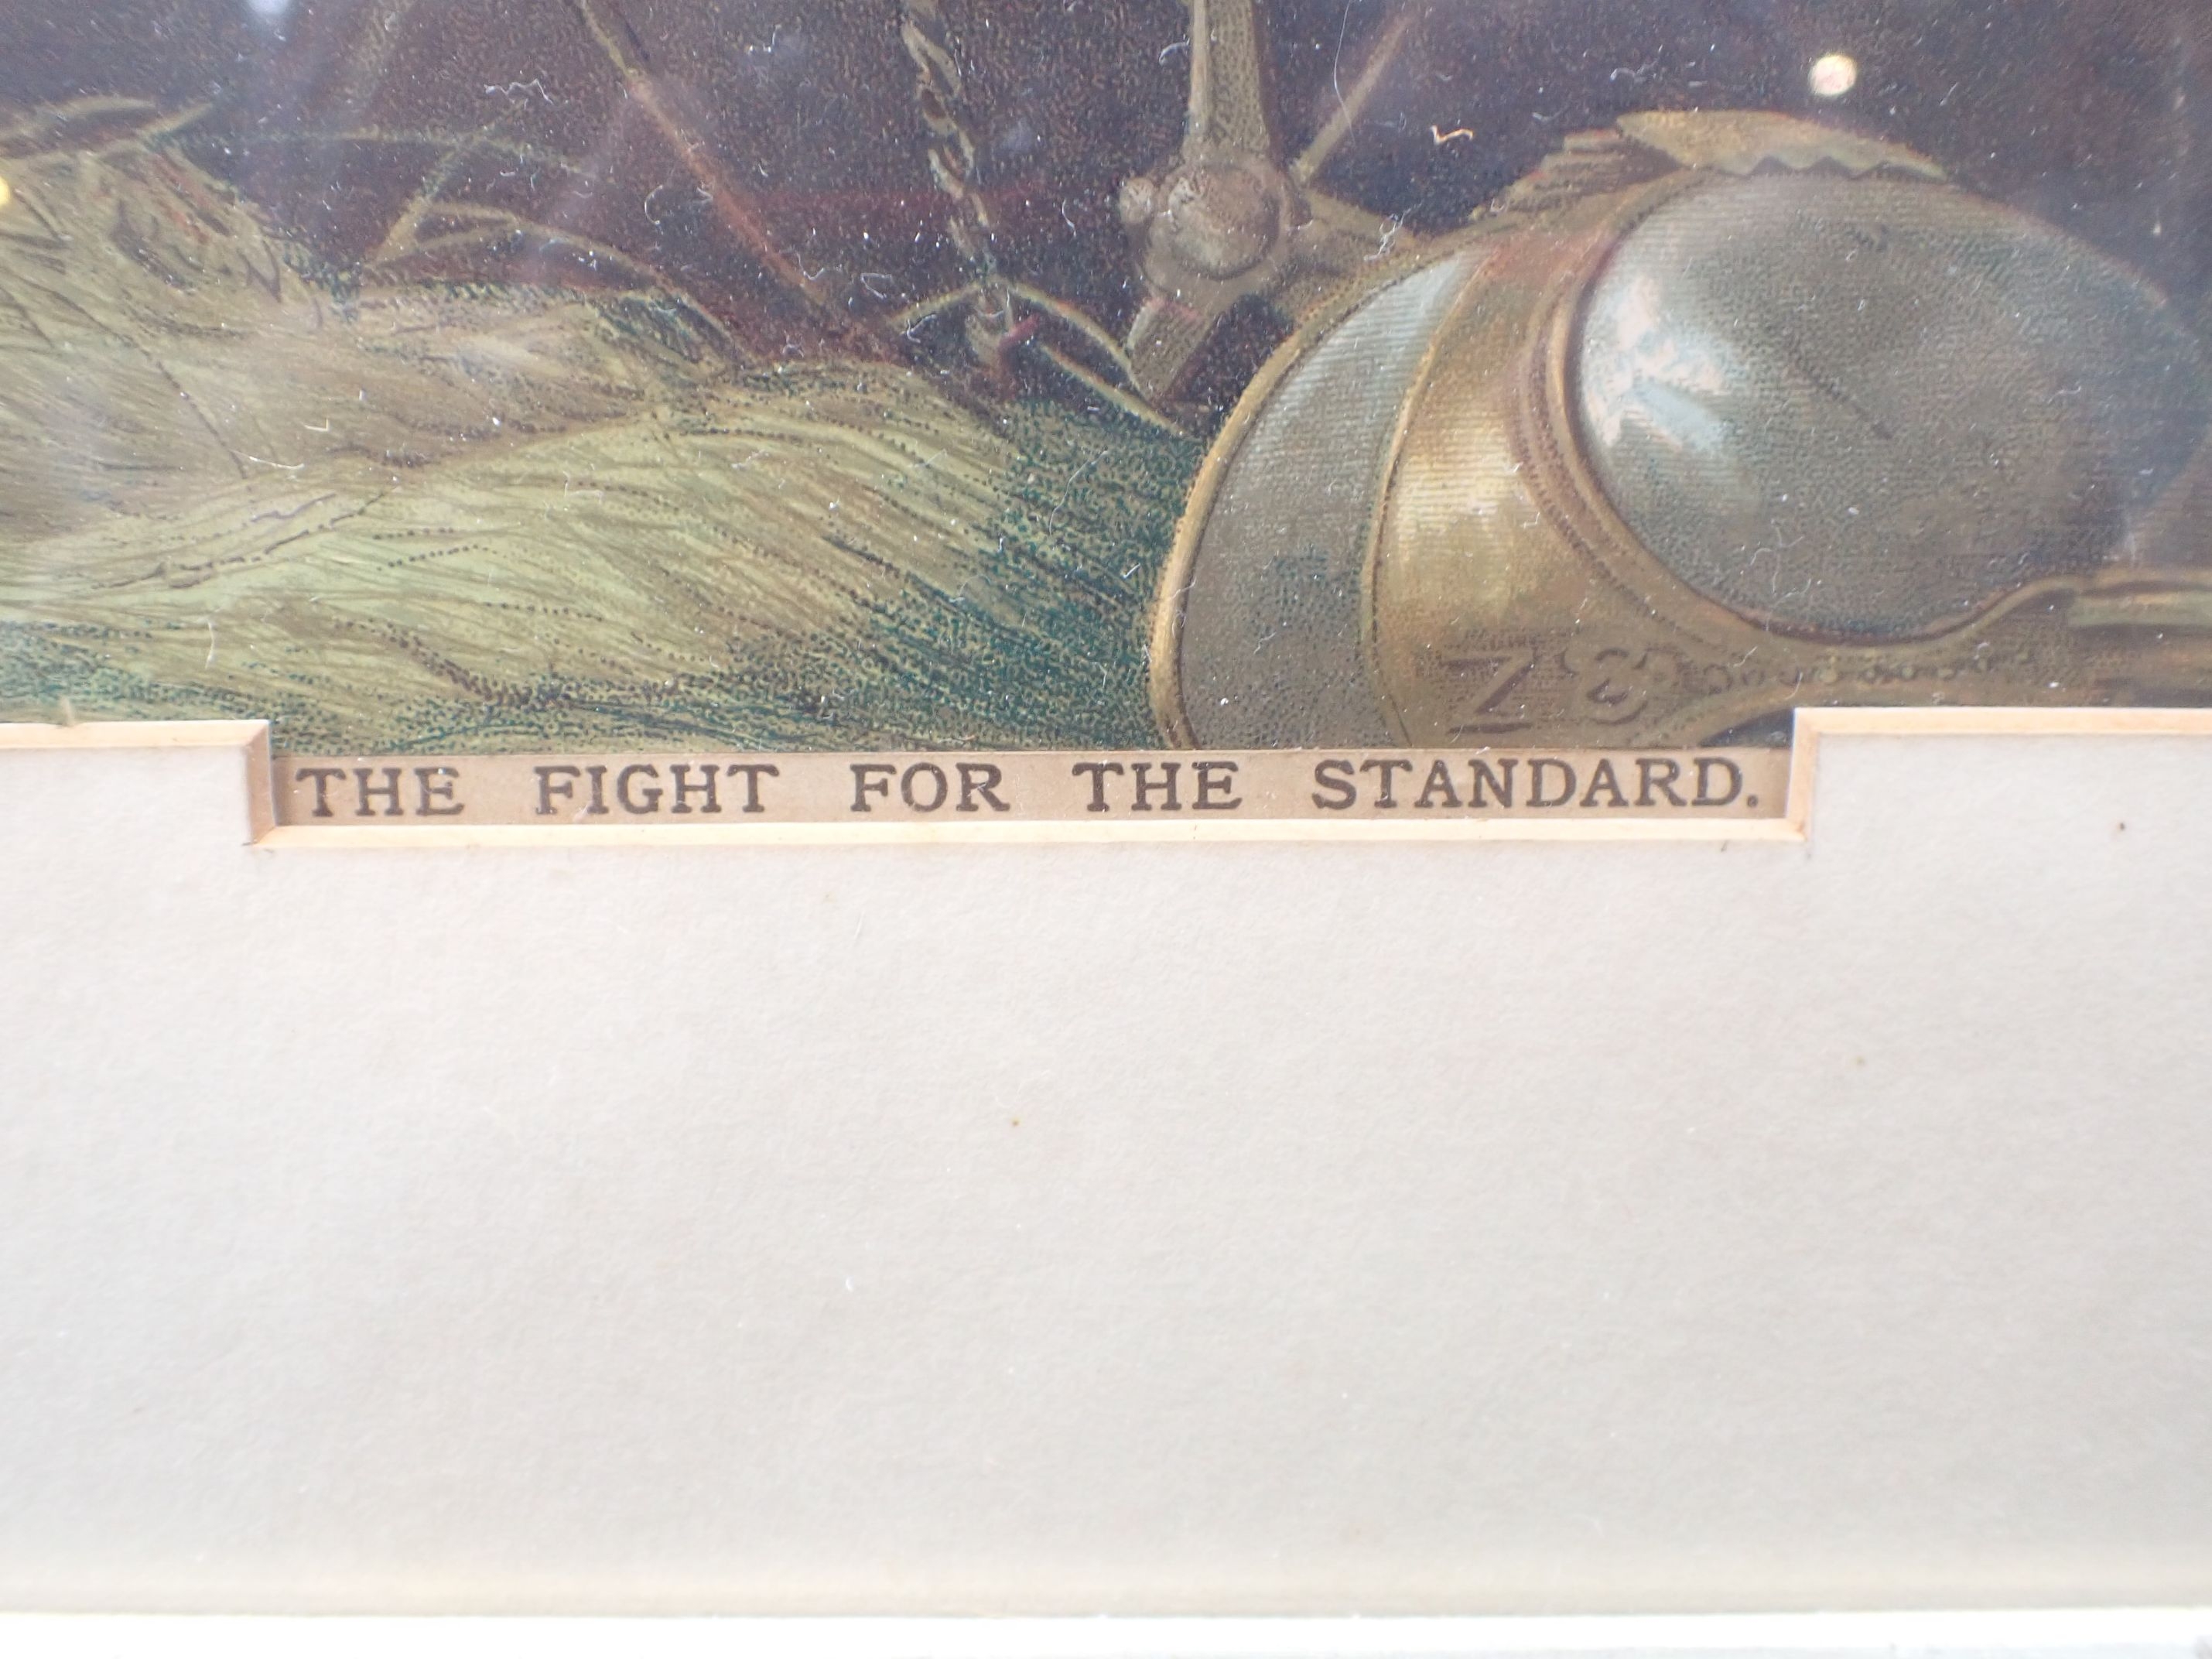 THE FIGHT FOR THE STANDARD.